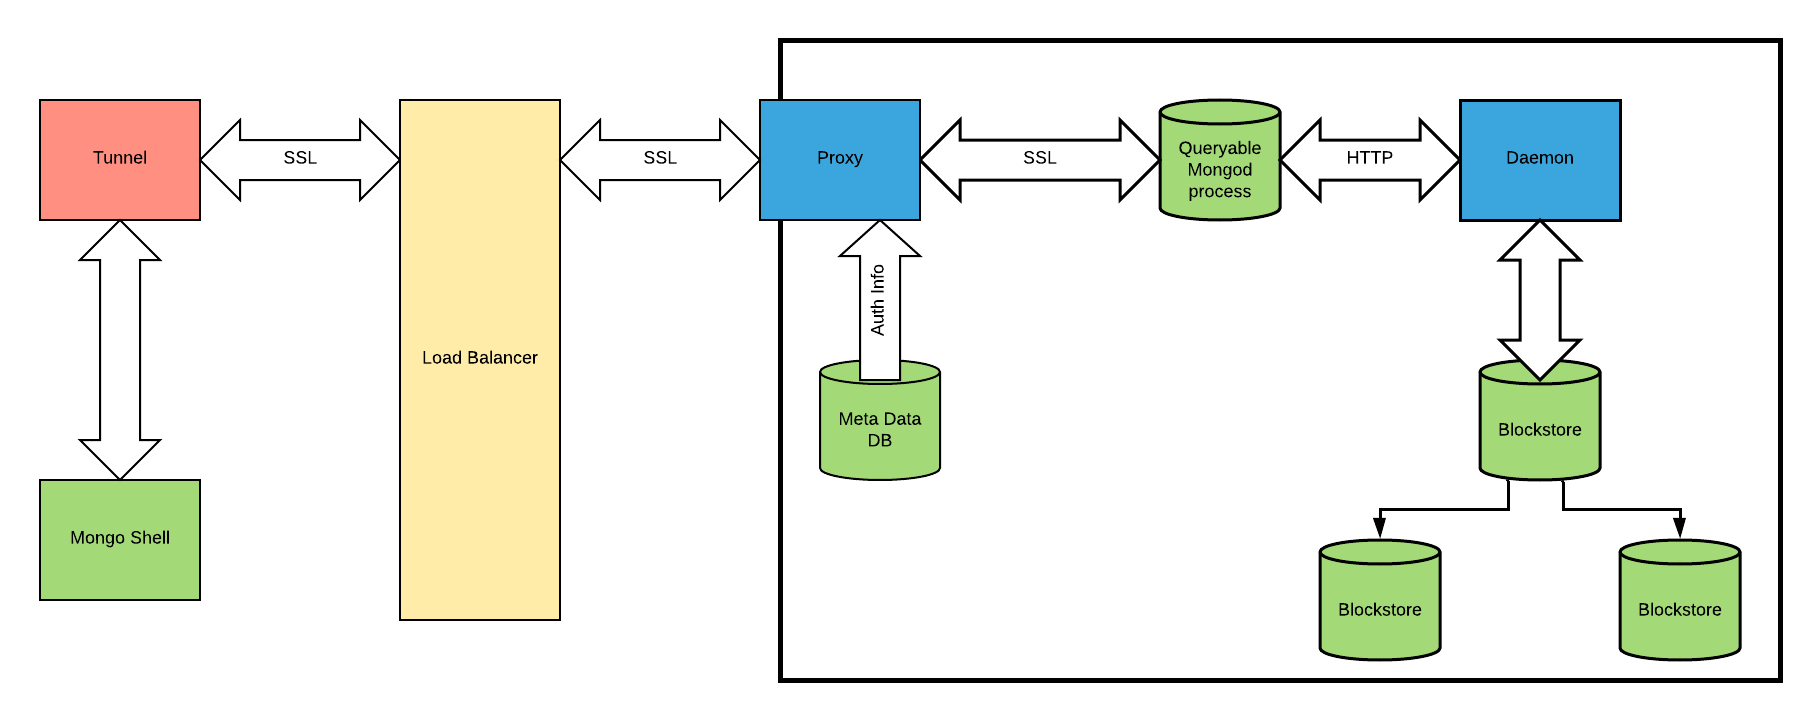 Tunnel
SSL
SSL
Proxy
SSL
Queryable
Mongod
process
HTTP
Daemon
Auth Info
Load Balancer
Meta Data
DB
Blockstore
Mongo Shell
Blockstore
Blockstore